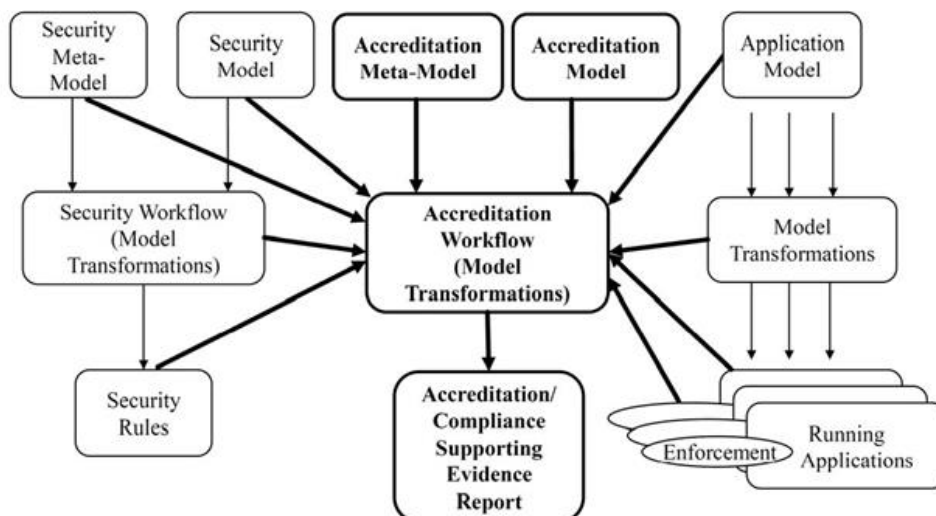 Security
Meta-
Model
Security
Model
Accreditation
Meta-Model
Accreditation
Model
Application
Model
Security Workflow
(Model
Transformations)
Accreditation
Workflow
(Model
Transformations)
Model
Transformations
Security
Rules
Accreditation/
Compliance
Supporting
Evidence
Report
Enforcement
Running
Applications